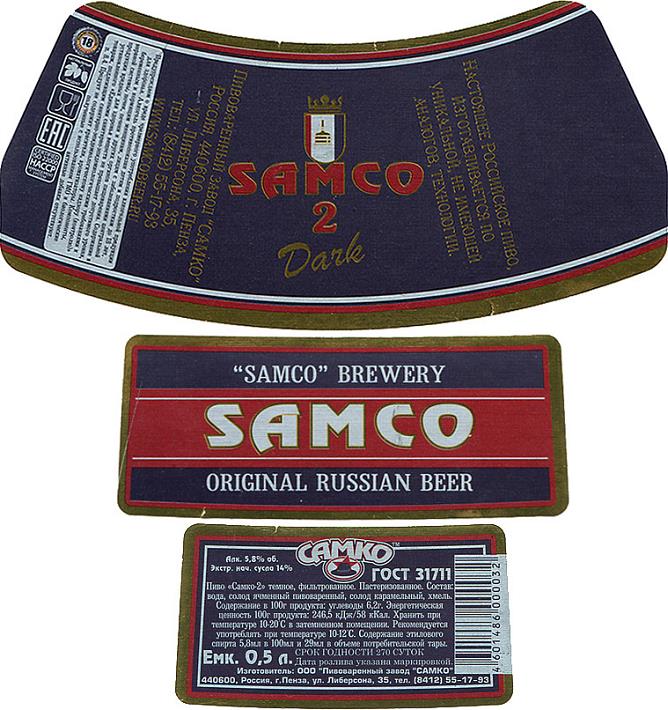 18
EAC
HACCP
ПИВОВАРЕННЫЙ ЗАВОД "САМКО"
РОССИЯ, 440600, Г. ПЕНЗА,
УЛ. ЛИБЕРСОНА, 35,
ТЕЛ.: (8412) 55-17-93
SAMCO
2
Dark
НАСТОЯЩЕЕ РОССИЙСКОЕ ПИВО,
ИЗГОТАВЛИВАЕТСЯ ПО
УНИКАЛЬНОЙ, НЕ ИМЕЮЩЕЙ
АНАЛОГОВ, ТЕХНОЛОГИИ.
"SAMCO" BREWERY
SAMCO
ORIGINAL RUSSIAN BEER
САМКО™
Алк. 5,8% об.
Экстр. нач. сусла 14%
ГОСТ 31711
Пиво «Самко-2» темное, фильтрованное. Пастеризованное. Состав:
вода, солод ячменный пивоваренный, солод карамельный, хмель.
Содержание в 100г продукта: углеводы 6,2г. Энергетическая
ценность 100г продукта: 246,5 кДж/58 кКал. Хранить при
температуре 10-20°С в затемненном помещении. Рекомендуется
употреблять при температуре 10-12°С. Содержание этилового
спирта 5,8мл в 100мл и 29мл в объеме потребительской тары.
Емк. 0,5 л.
СРОК ГОДНОСТИ 270 СУТОК
Дата розлива указана маркировкой.
Изготовитель: ООО "Пивоваренный завод "САМКО"
440600, Россия, г.Пенза, ул. Либерсона, 35, тел. (8412) 55-17-93
4 601486 000032